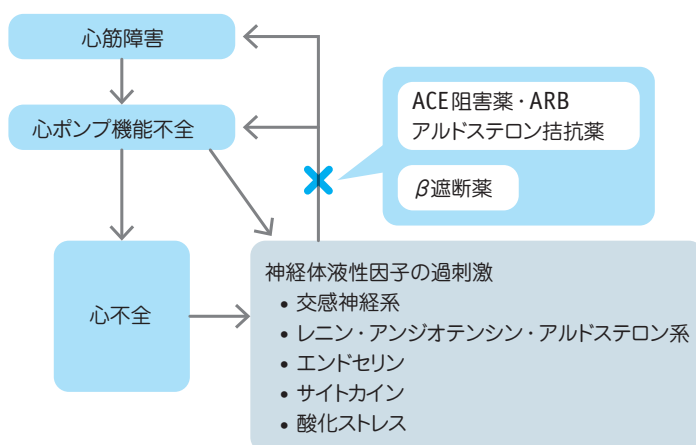 心筋障害
心ポンプ機能不全
ACE阻害薬・ARB
アルドステロン拮抗薬
β遮断薬
心不全
神経体液性因子の過刺激
• 交感神経系
• レニン・アンジオテンシン・アルドステロン系
• エンドセリン
• サイトカイン
• 酸化ストレス